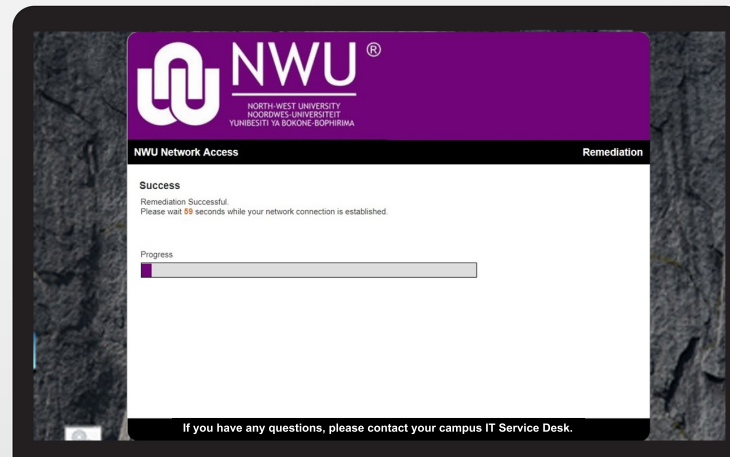 NWU ®
NORTH-WEST UNIVERSITY
NOORDWES-UNIVERSITEIT
YUNIBESITI YA BOKONE-BOPHIRIMA
NWU Network Access Remediation
Success
Remediation Successful.
Please wait 59 seconds while your network connection is established.
Progress
If you have any questions, please contact your campus IT Service Desk.